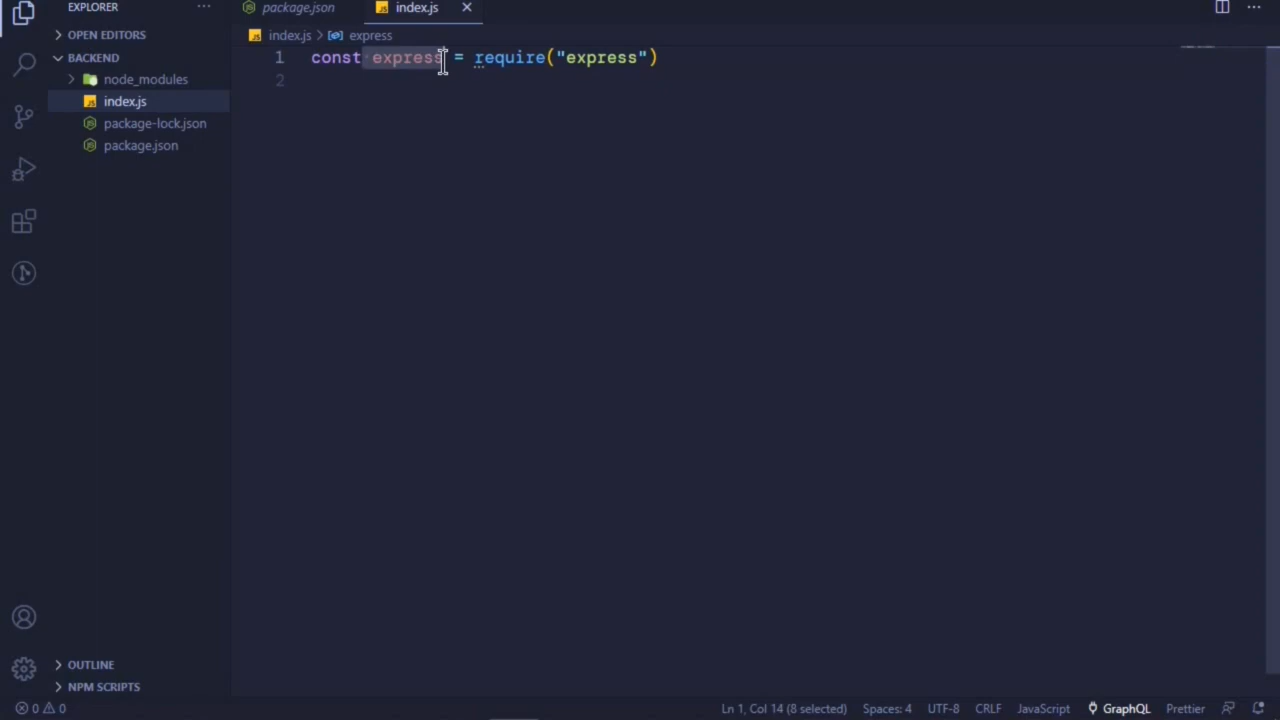 EXPLORER ···
OPEN EDITORS
BACKEND
node_modules
index.js
package-lock.json
package.json
OUTLINE
NPM SCRIPTS
package.json index.js
index.js > express
1 const express = require("express")
2
0 0 Ln 1, Col 14 (8 selected) Spaces: 4 UTF-8 CRLF JavaScript GraphQL Prettier